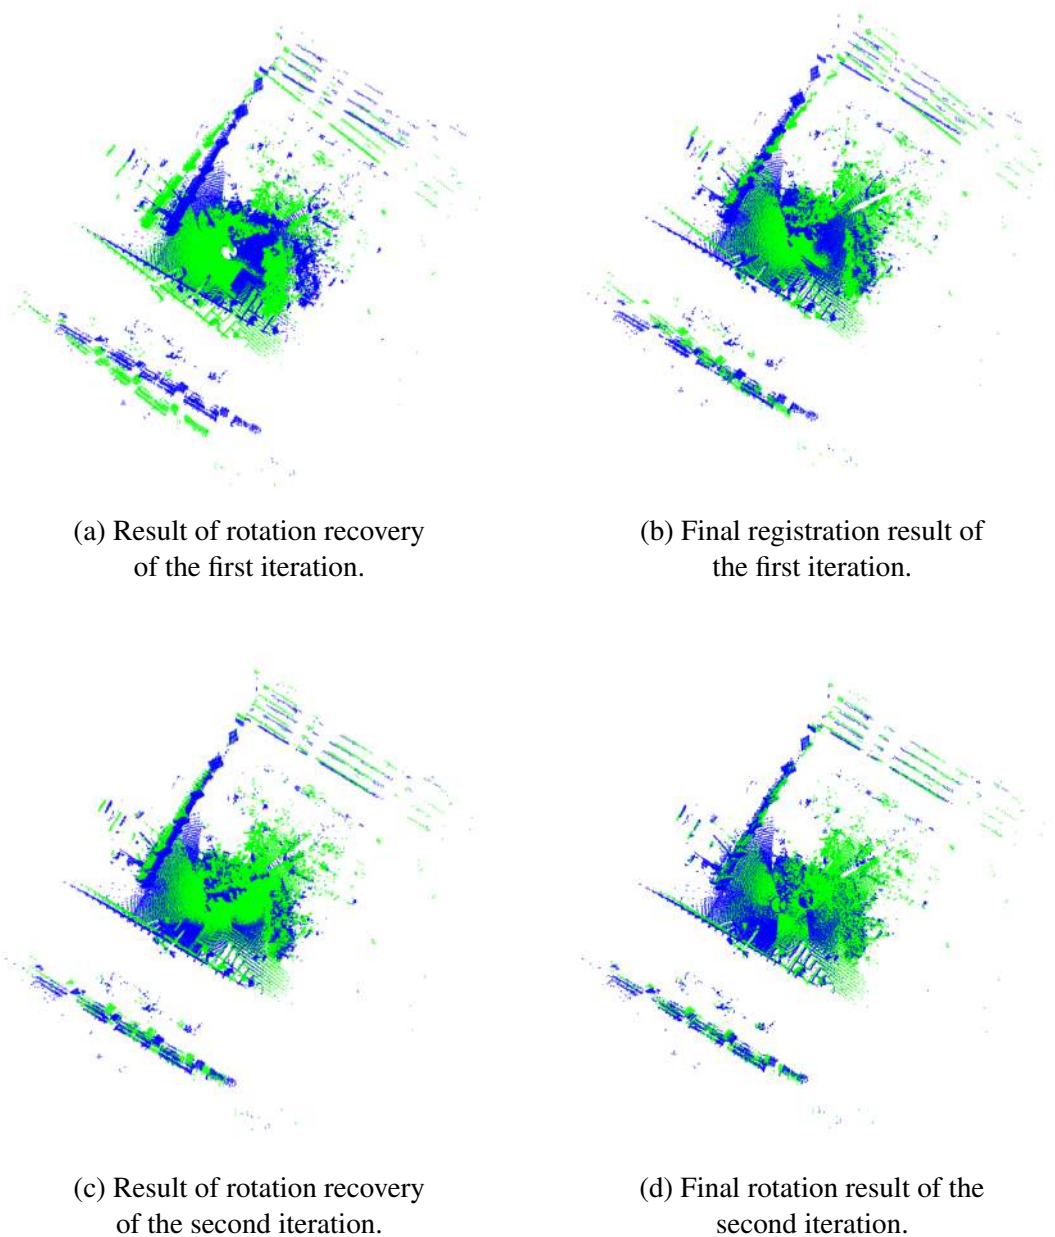 (a) Result of rotation recovery
of the first iteration.
(b) Final registration result of
the first iteration.
(c) Result of rotation recovery
of the second iteration.
(d) Final rotation result of the
second iteration.